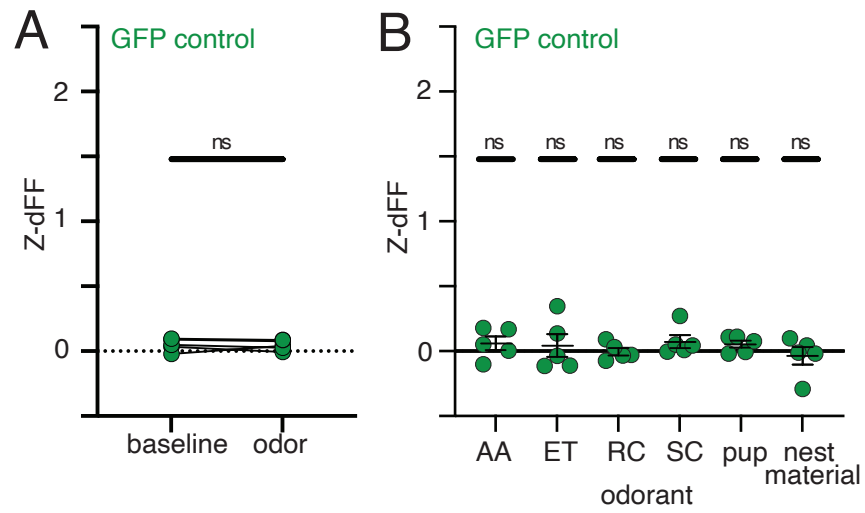 A
GFP control
2
1
0
Z-dFF
ns
baseline odor
B
GFP control
2
1
0
Z-dFF
ns ns ns ns ns ns
AA ET RC SC pup nest
material
odorant